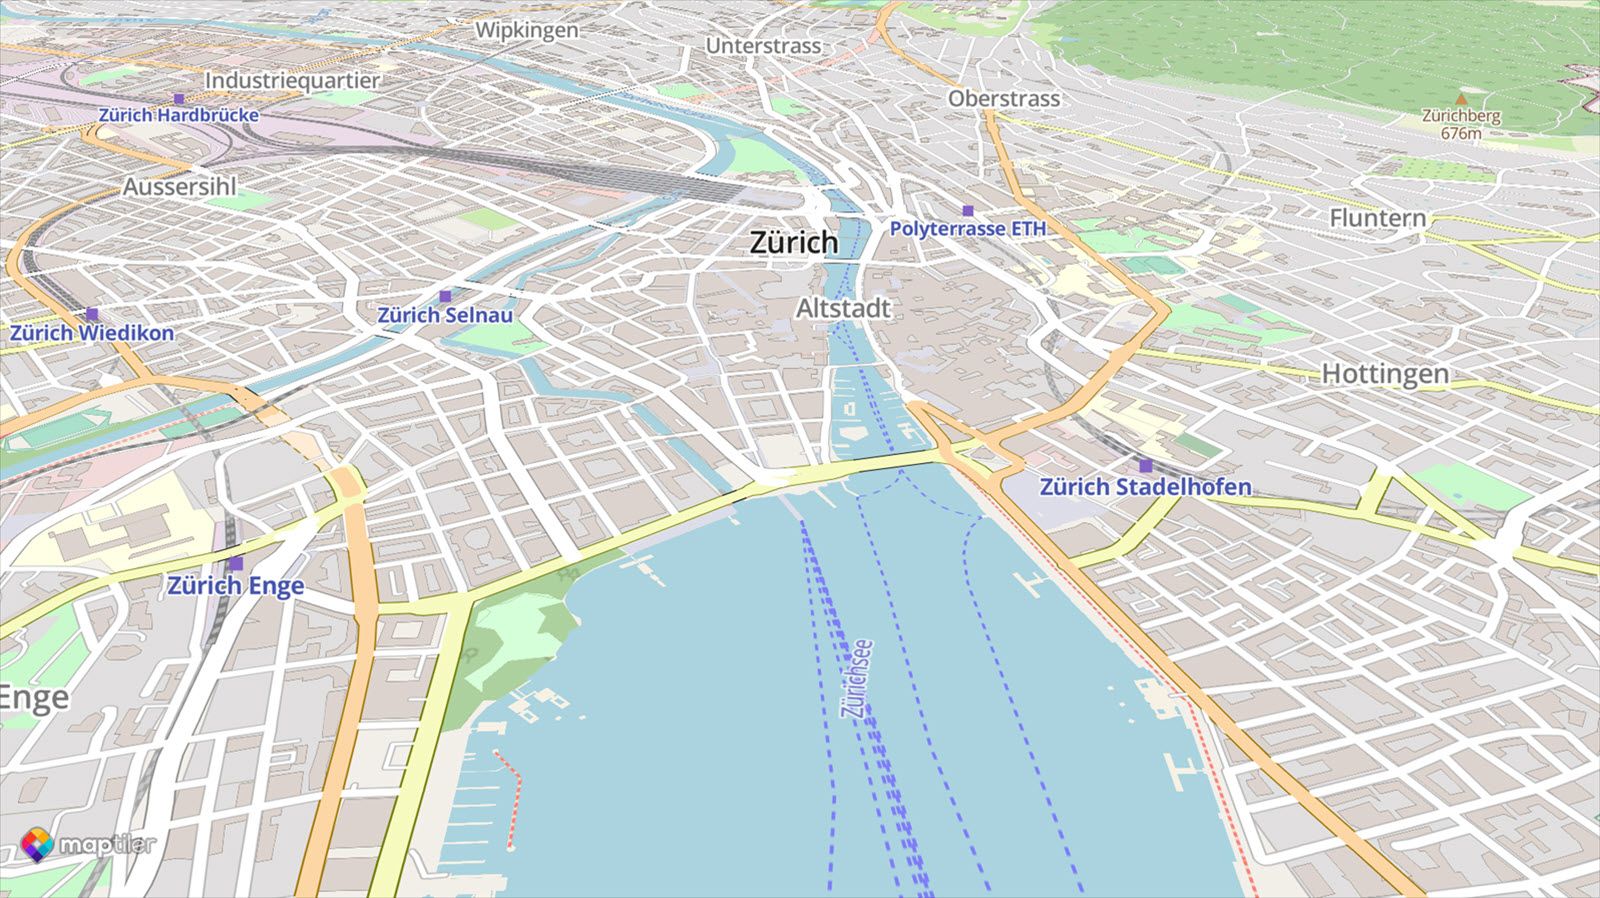 Wipkingen
Unterstrass
Industriequartier
Oberstrass
Zürich Hardbrücke
Zürichberg
676m
Aussersihl
Fluntern
Polyterrasse ETH
Zürich
Zürich Selnau
Altstadt
Zürich Wiedikon
Hottingen
Zürich Stadelhofen
Zürich Enge
Zürichsee
Enge
maptiler